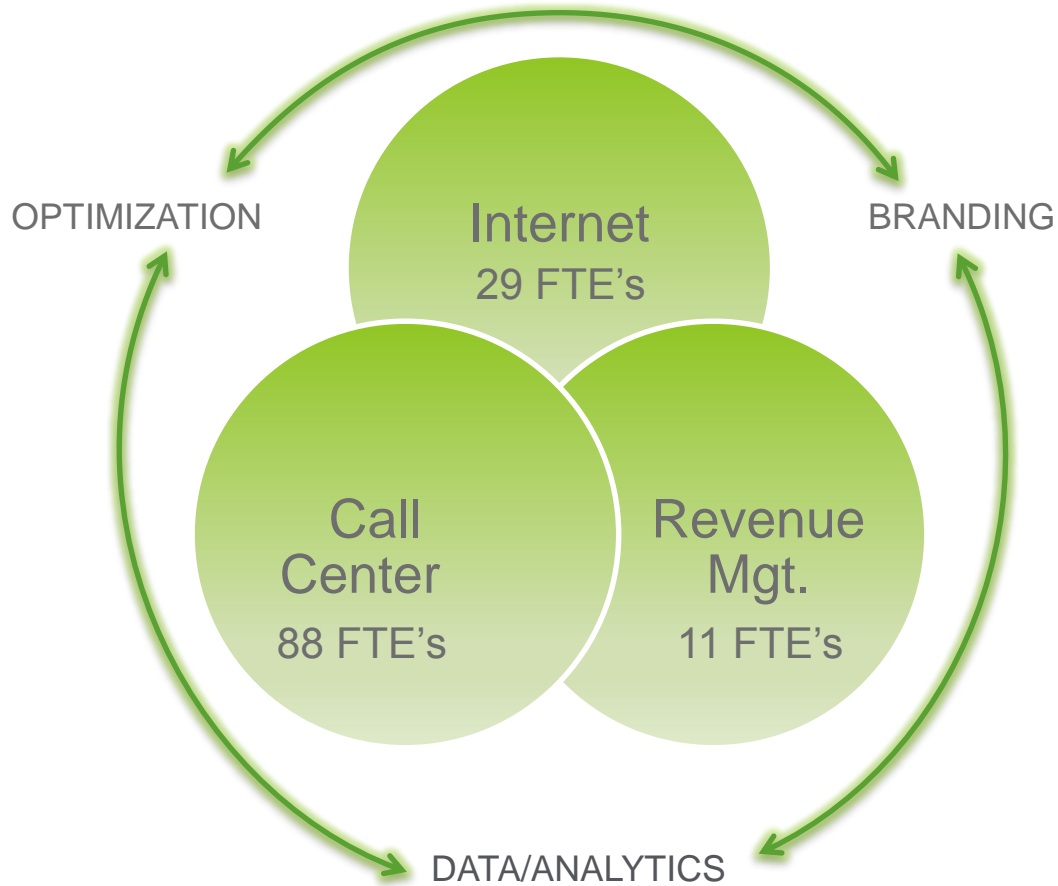 OPTIMIZATION
BRANDING
Internet
29 FTE’s
Call
Center
88 FTE’s
Revenue
Mgt.
11 FTE’s
DATA/ANALYTICS